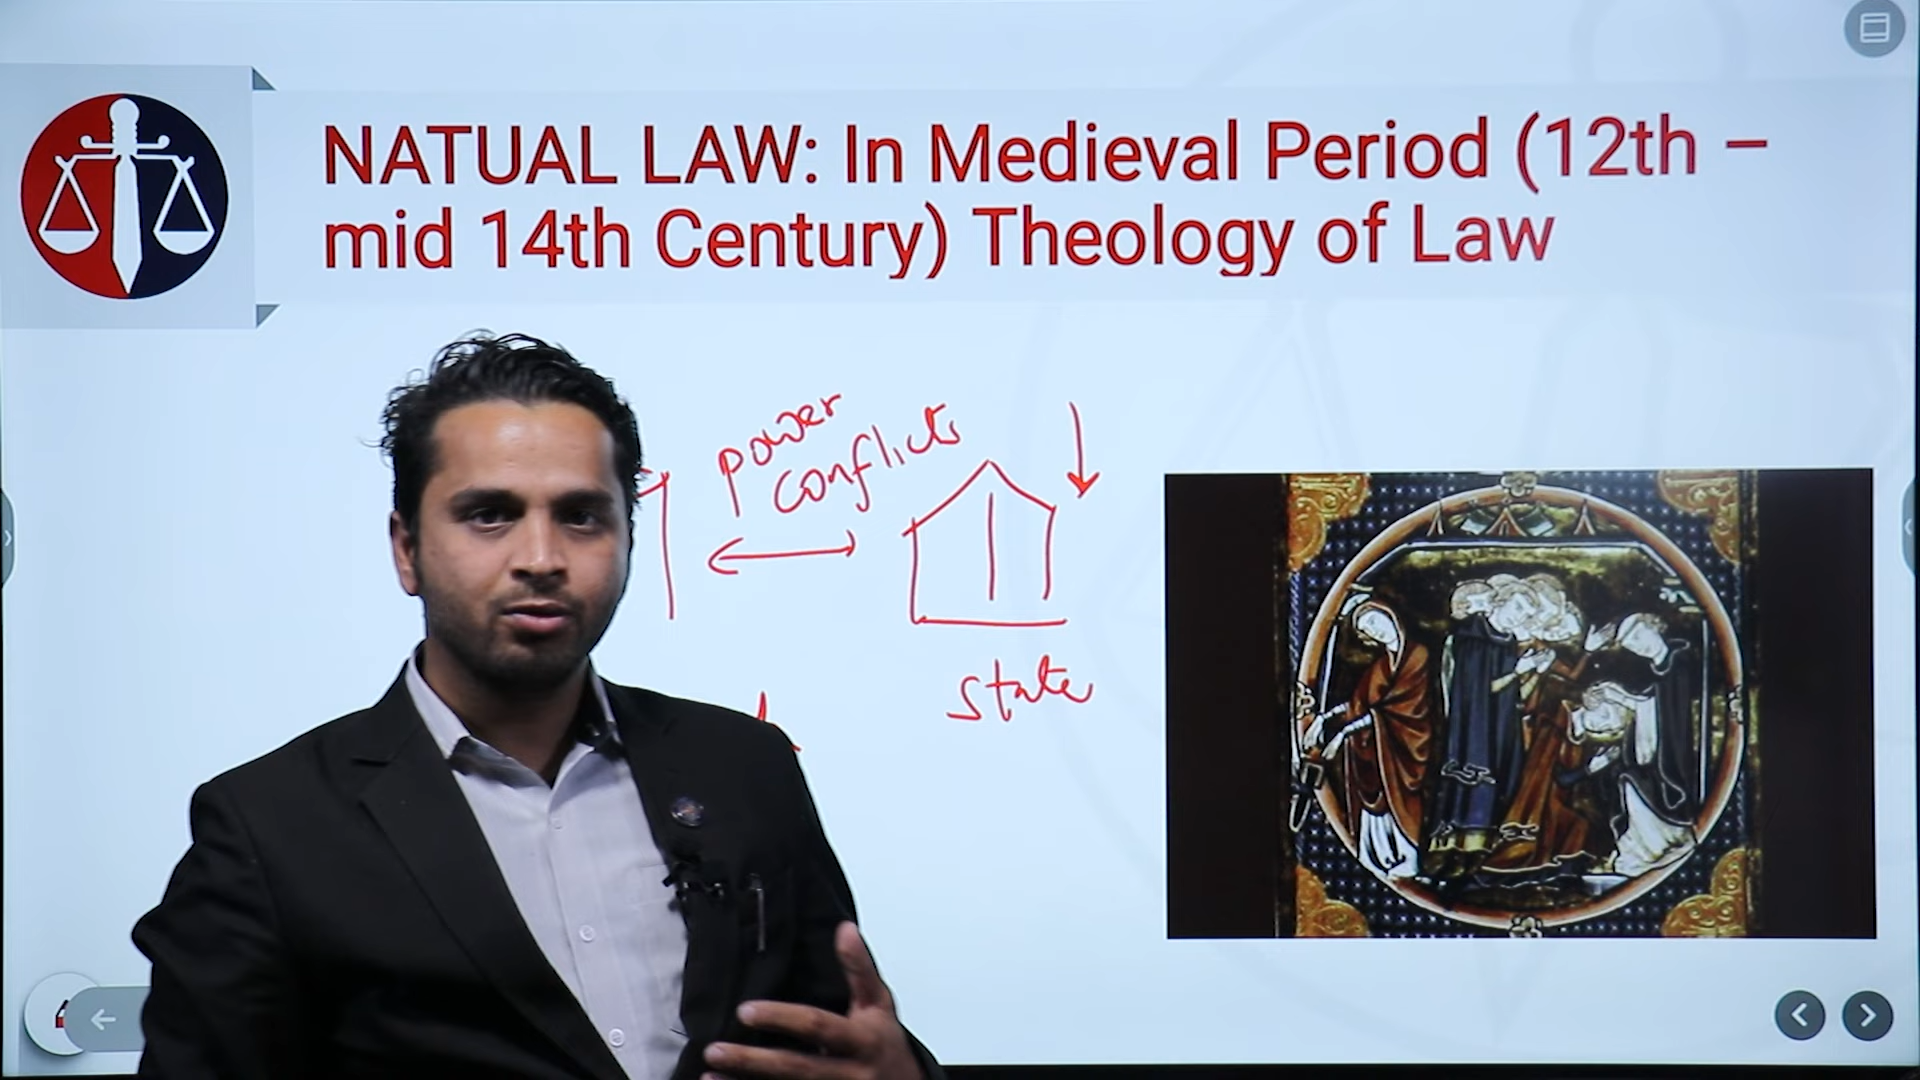 NATUAL LAW: In Medieval Period (12th –
mid 14th Century) Theology of Law
power
conflicts
state